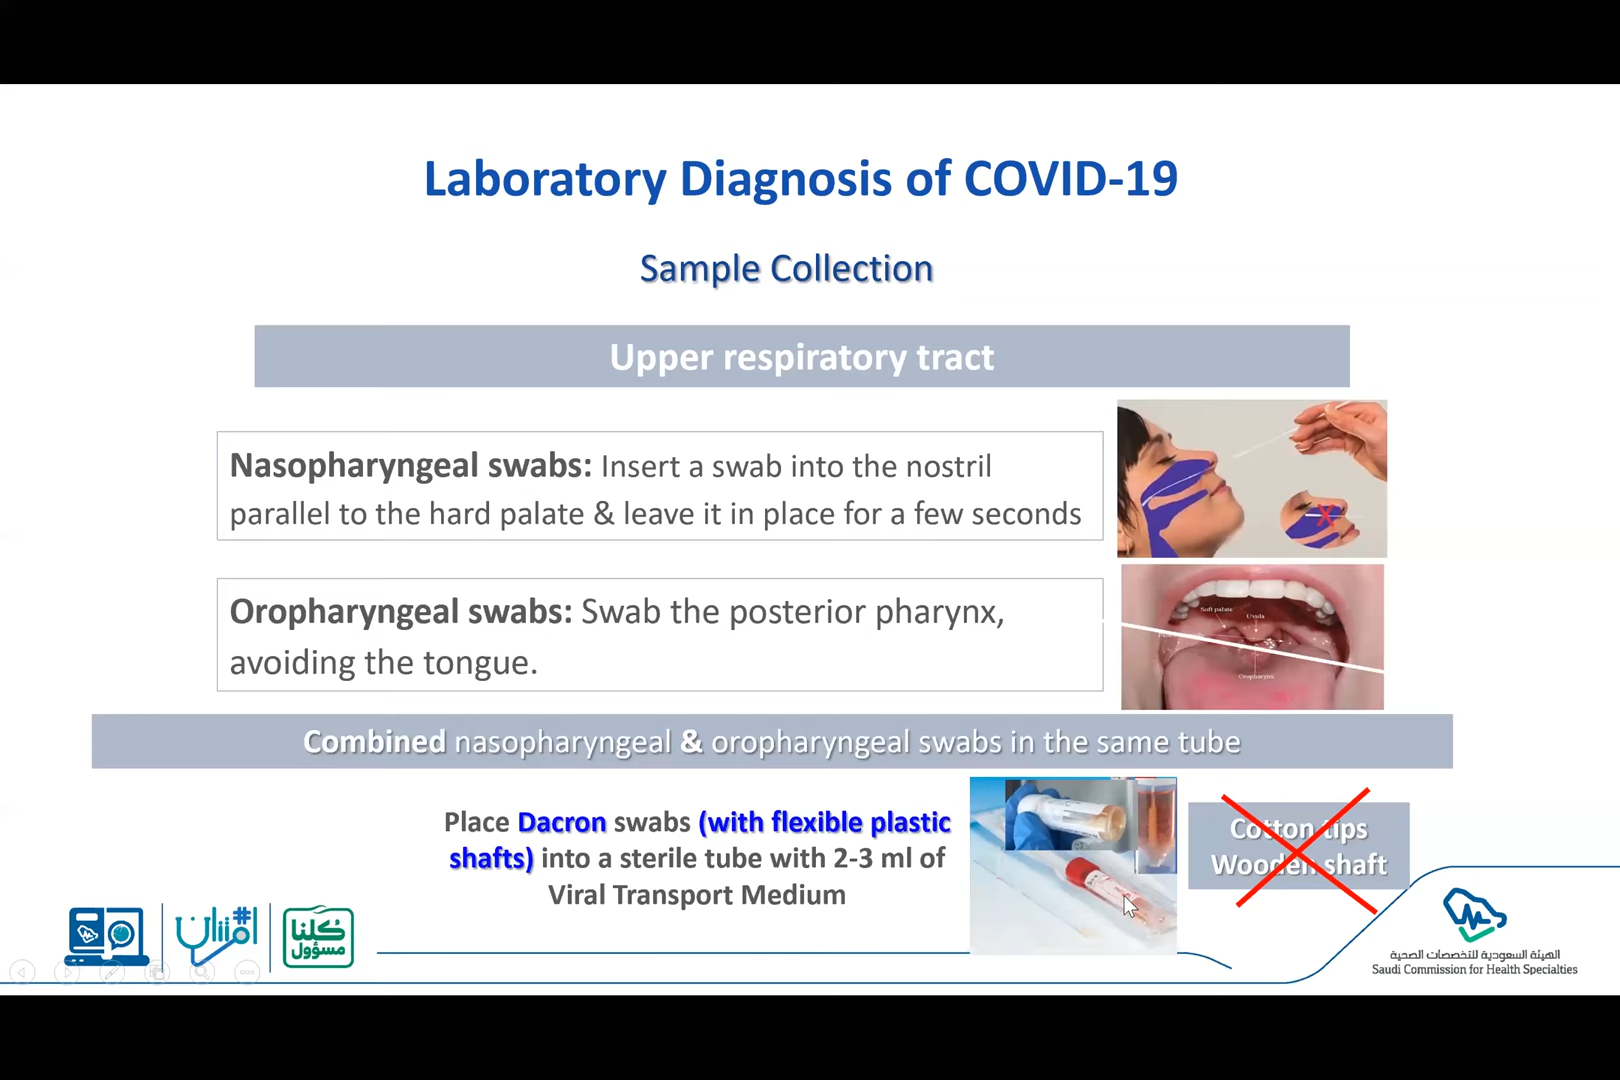 Laboratory Diagnosis of COVID-19
Sample Collection
Upper respiratory tract
Nasopharyngeal swabs: Insert a swab into the nostril
parallel to the hard palate & leave it in place for a few seconds
Oropharyngeal swabs: Swab the posterior pharynx,
avoiding the tongue.
Soft palate
Uvula
Oropharynx
Combined nasopharyngeal & oropharyngeal swabs in the same tube
Place Dacron swabs (with flexible plastic
shafts) into a sterile tube with 2-3 ml of
Viral Transport Medium
Cotton tips
Wooden shaft
كلنا
مسؤول
الهيئة السعودية للتخصصات الصحية
Saudi Commission for Health Specialties